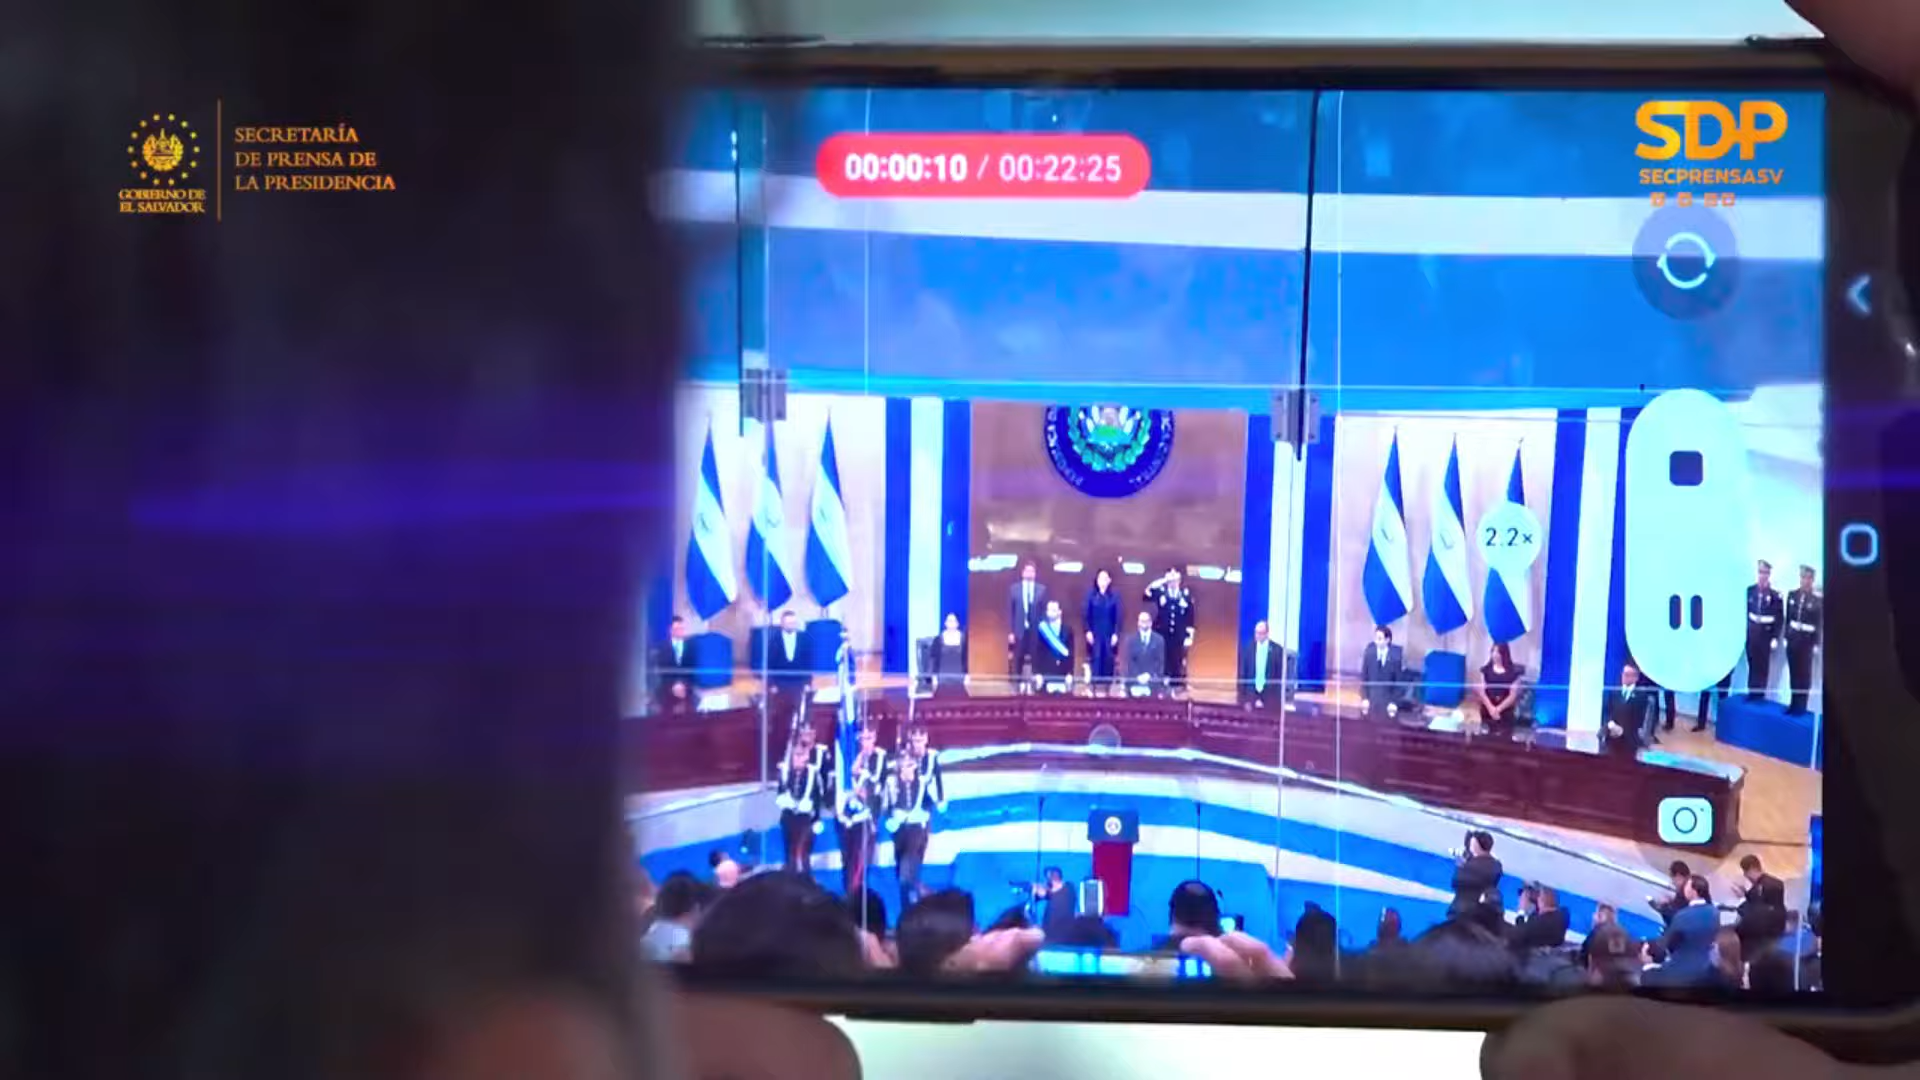 SECRETARÍA
DE PRENSA DE
LA PRESIDENCIA
GOBIERNO DE
EL SALVADOR
00:00:10 / 00:22:25
SDP
SECPRENSASV
2.2×